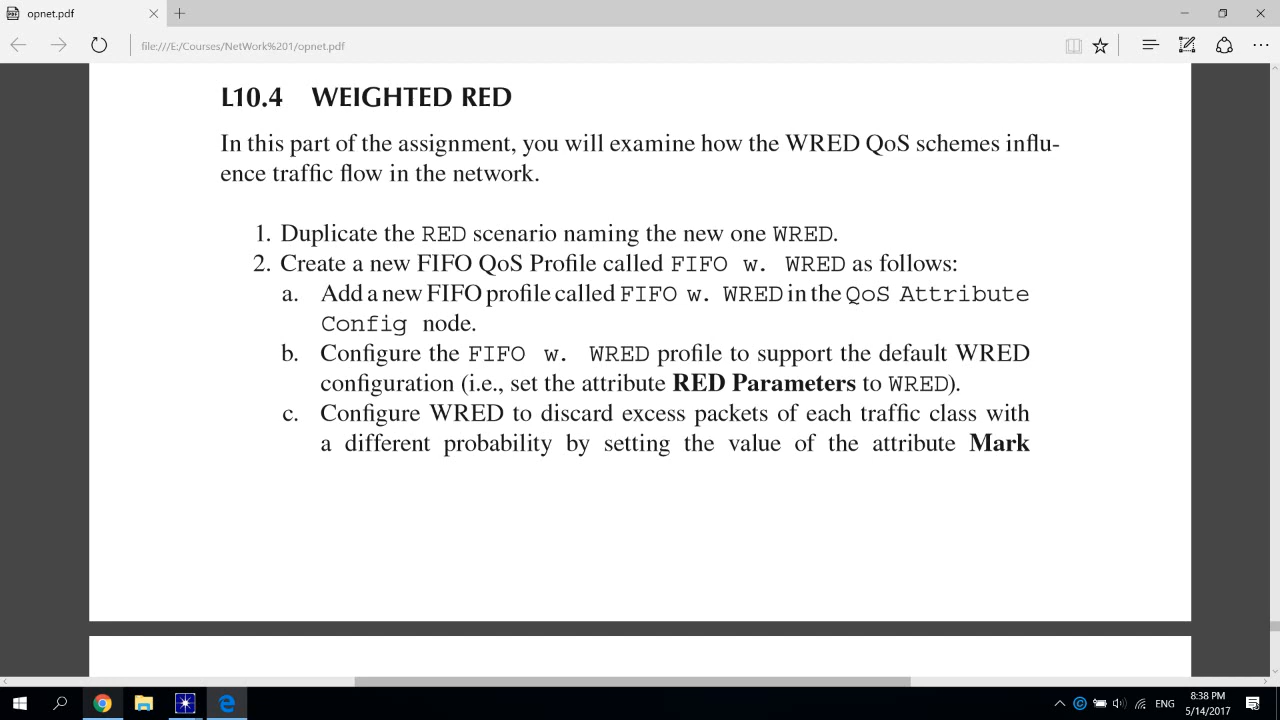 opnet.pdf
file:///E:/Courses/NetWork%201/opnet.pdf
L10.4 WEIGHTED RED
In this part of the assignment, you will examine how the WRED QoS schemes influ-
ence traffic flow in the network.
1. Duplicate the RED scenario naming the new one WRED.
2. Create a new FIFO QoS Profile called FIFO w. WRED as follows:
a. Add a new FIFO profile called FIFO w. WRED in the QoS Attribute
Config node.
b. Configure the FIFO w. WRED profile to support the default WRED
configuration (i.e., set the attribute RED Parameters to WRED).
c. Configure WRED to discard excess packets of each traffic class with
a different probability by setting the value of the attribute Mark
8:38 PM
ENG
5/14/2017